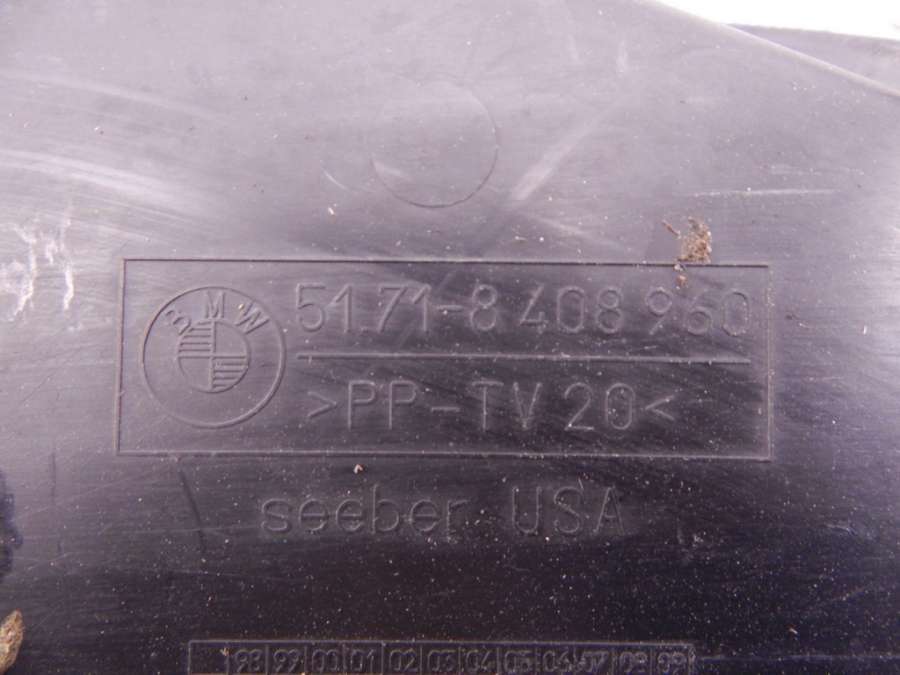 BMW
51.71-8 408 960
>PP-TV 20<
seeber USA
98 99 00 01 02 03 04 05 06 07 08 09